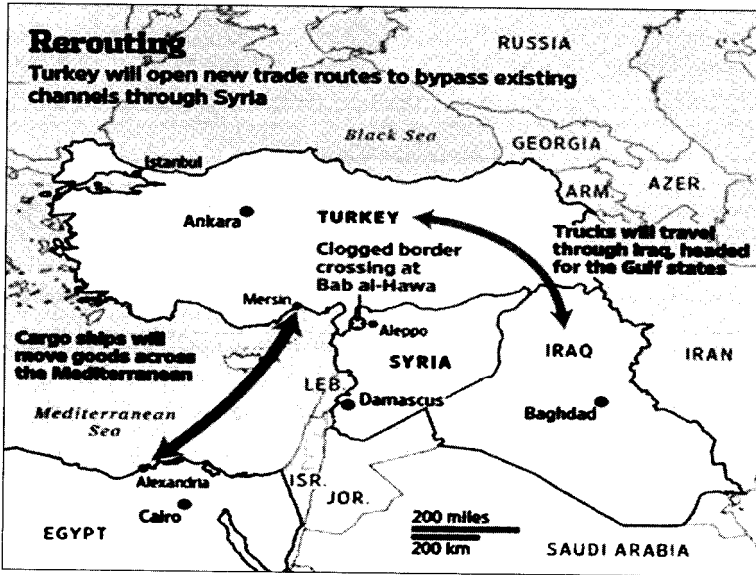 Rerouting
Turkey will open new trade routes to bypass existing
channels through Syria
RUSSIA
Black Sea
GEORGIA
Istanbul
ARM.
AZER.
Ankara
TURKEY
Trucks will travel
through Iraq, headed
for the Gulf states
Clogged border
crossing at
Bab al-Hawa
Mersin
Aleppo
Cargo ships will
move goods across
the Mediterranean
SYRIA
IRAQ
IRAN
LEB.
Damascus
Baghdad
Mediterranean
Sea
Alexandria
ISR.
JOR.
Cairo
EGYPT
200 miles
200 km
SAUDI ARABIA